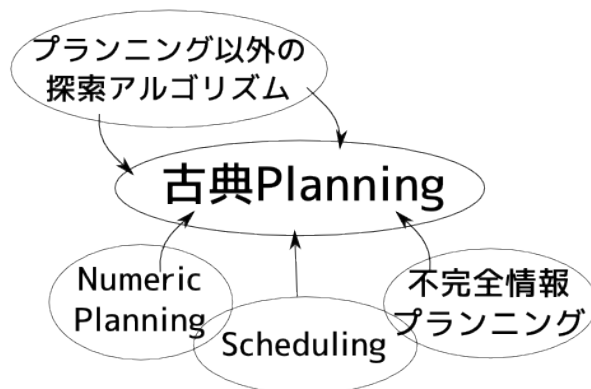 プランニング以外の
探索アルゴリズム
古典Planning
Numeric
Planning
Scheduling
不完全情報
プランニング